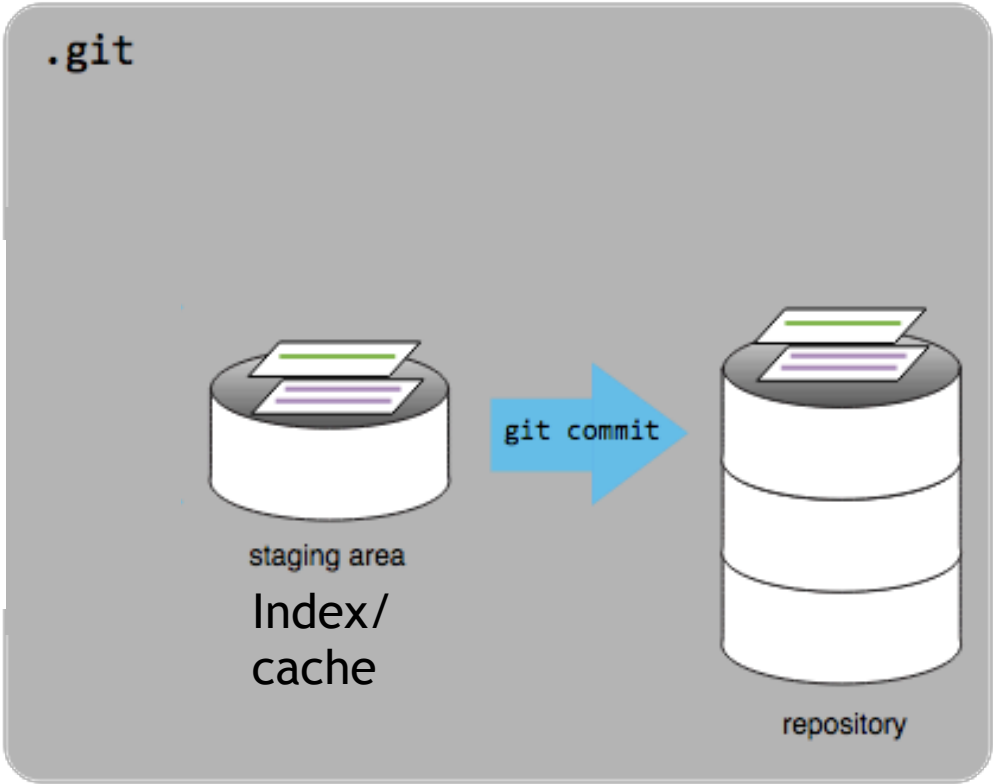 .git
git commit
staging area
Index/
cache
repository